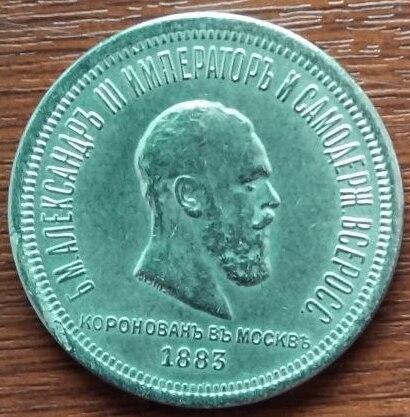 Б.М.АЛЕКСАНДРЪ III ИМПЕРАТОРЪ И САМОДЕРЖ. ВСЕРОСС.
КОРОНОВАНЪ ВЪ МОСКВѢ
1883